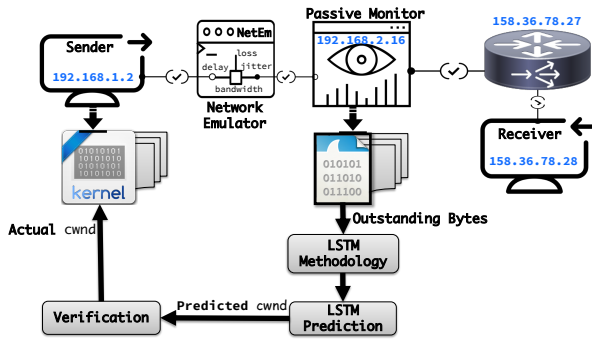 Passive Monitor
158.36.78.27
Sender
NetEm
192.168.2.16
loss
delay
jitter
192.168.1.2
bandwidth
Network
Emulator
Receiver
158.36.78.28
01010101
10101010
01010101
10101010
kernel
010101
011010
011100
Outstanding Bytes
Actual cwnd
LSTM
Methodology
Predicted cwnd
Verification
LSTM
Prediction